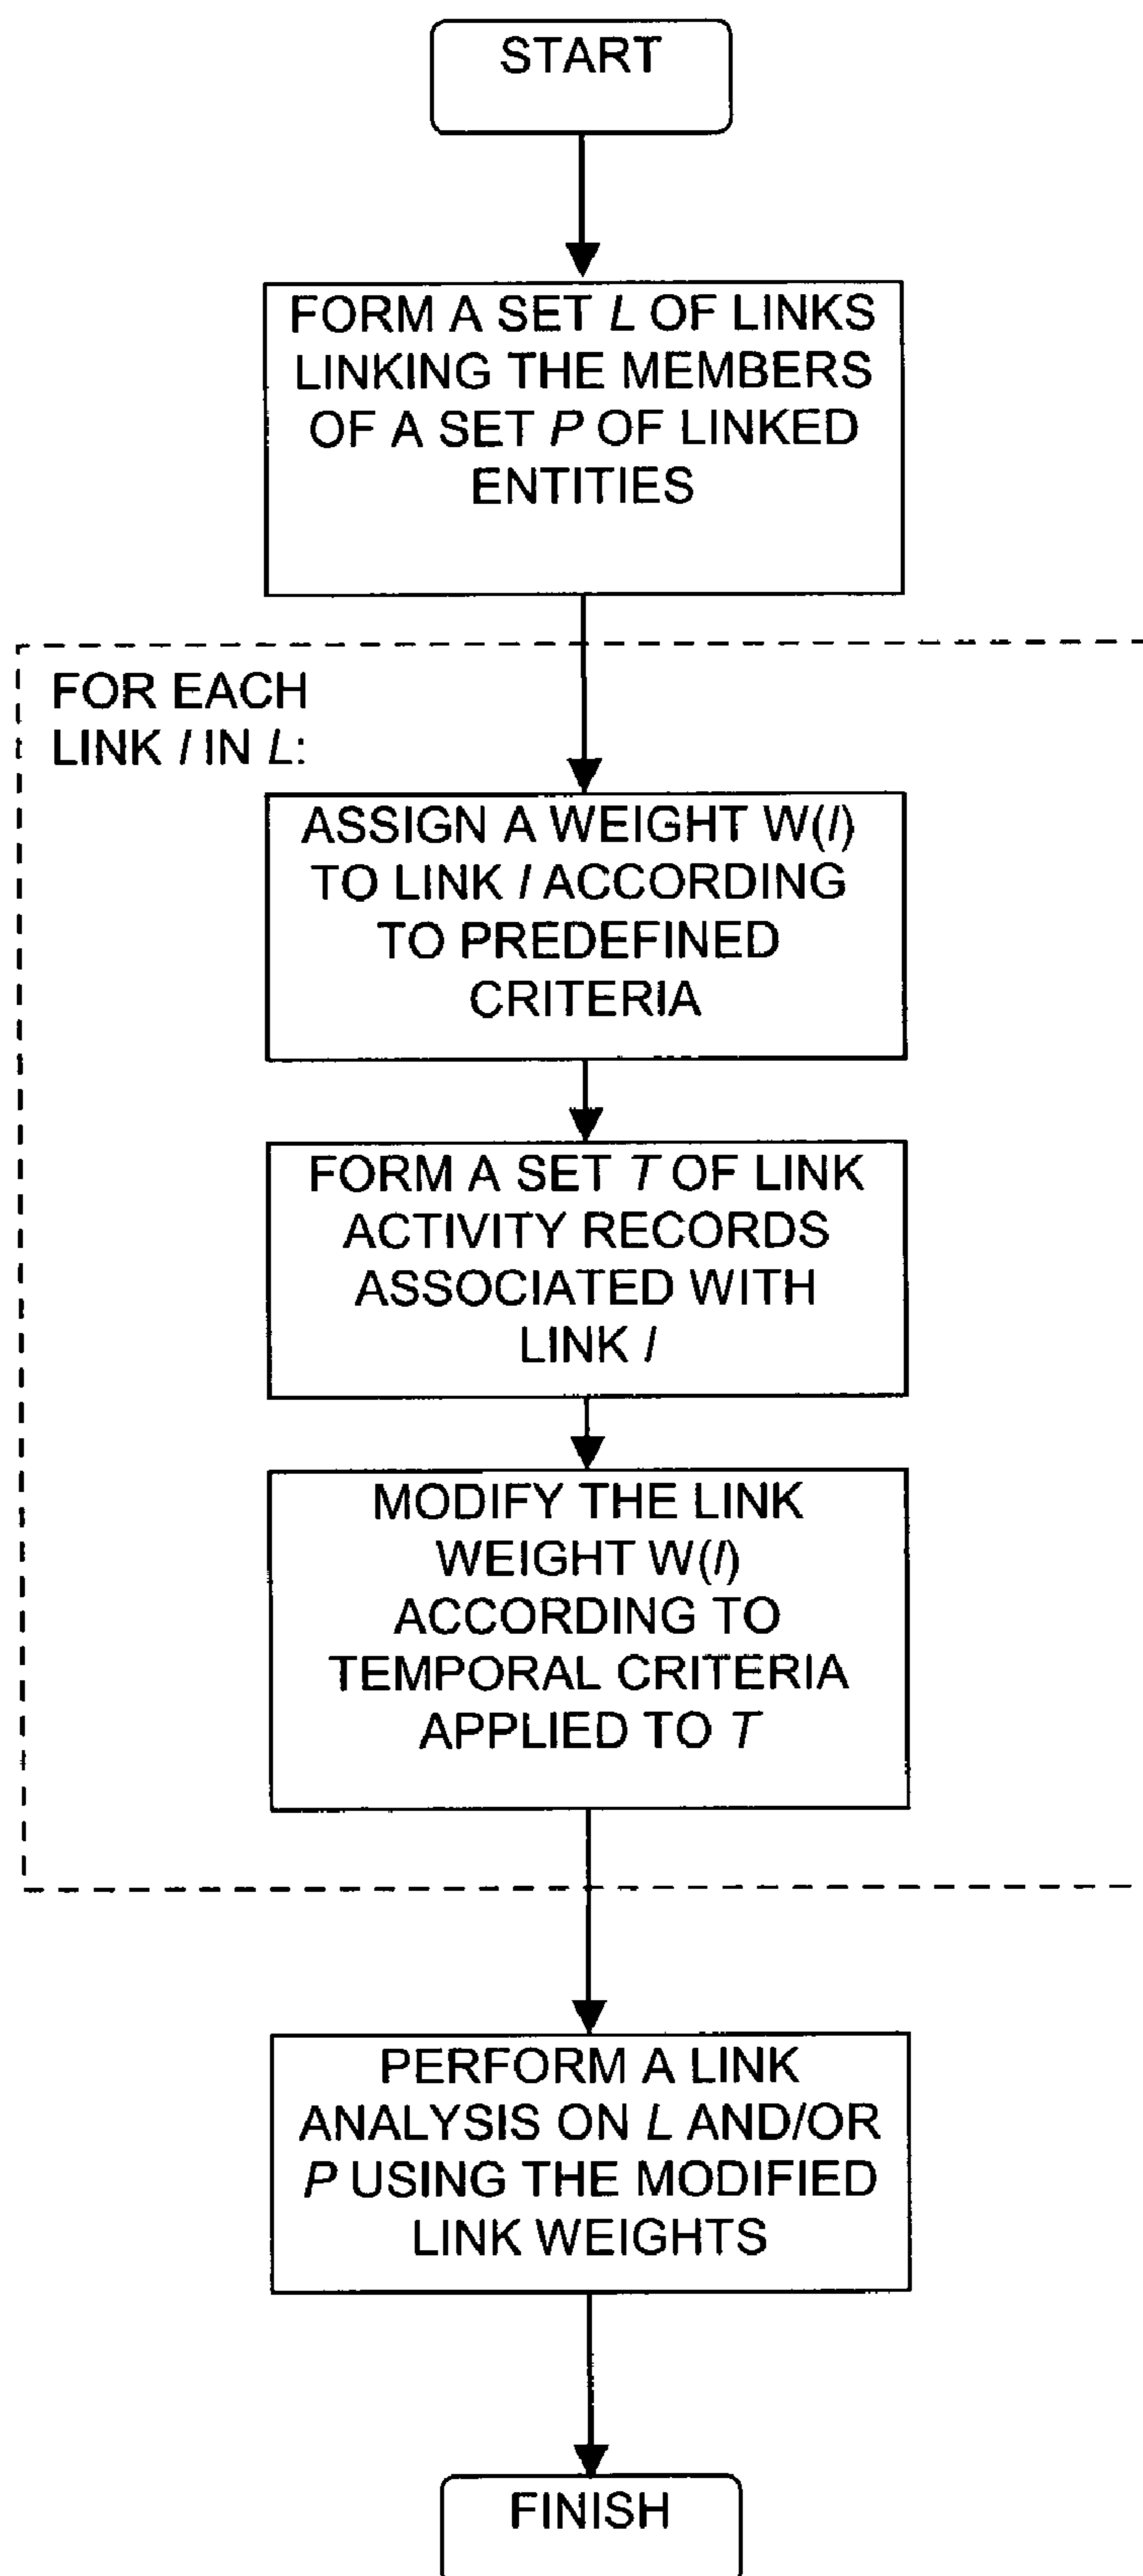 START
FORM A SET L OF LINKS
LINKING THE MEMBERS
OF A SET P OF LINKED
ENTITIES
FOR EACH
LINK l IN L:
ASSIGN A WEIGHT W(l)
TO LINK l ACCORDING
TO PREDEFINED
CRITERIA
FORM A SET T OF LINK
ACTIVITY RECORDS
ASSOCIATED WITH
LINK l
MODIFY THE LINK
WEIGHT W(l)
ACCORDING TO
TEMPORAL CRITERIA
APPLIED TO T
PERFORM A LINK
ANALYSIS ON L AND/OR
P USING THE MODIFIED
LINK WEIGHTS
FINISH